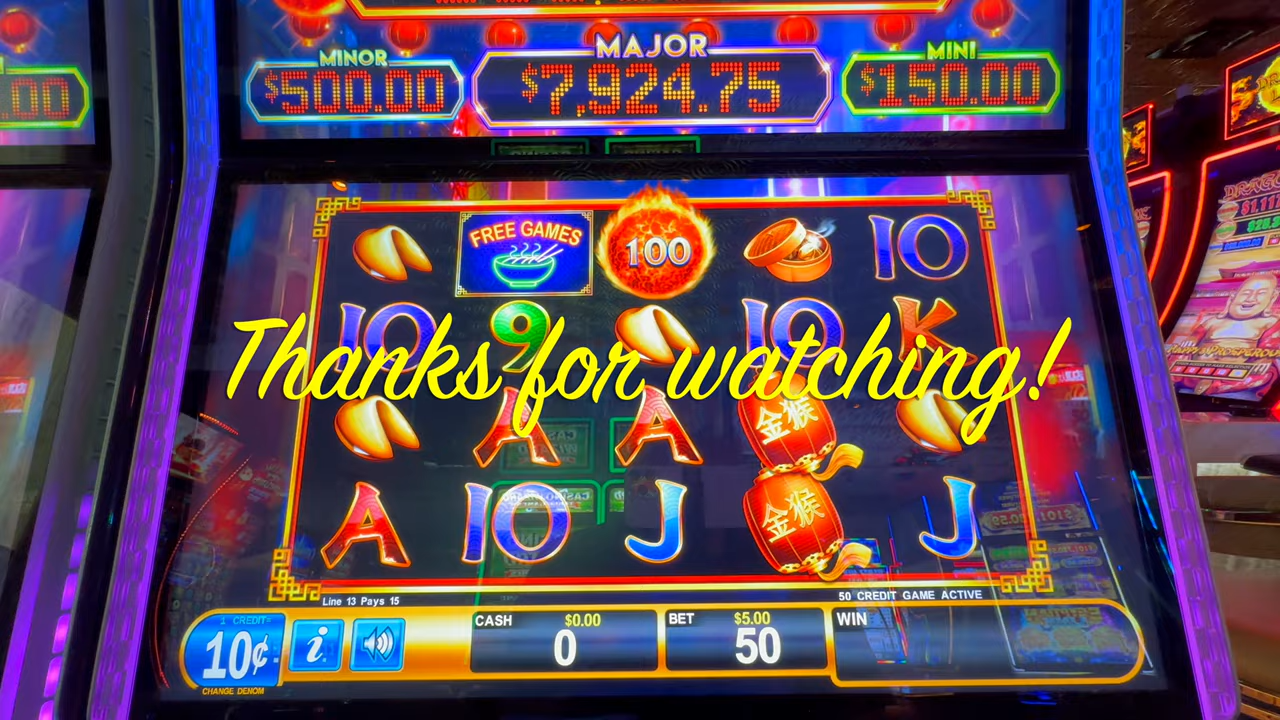 MINOR
$500.00
MAJOR
$7,924.75
MINI
$150.00
.00
FREE GAMES
100
10
10
9
10
K
Thanks for watching!
A
A
金猴
A
10
J
金猴
J
Line 13 Pays 15
50 CREDIT GAME ACTIVE
1 CREDIT=
10¢
CHANGE DENOM
i
CASH
$0.00
0
BET
$5.00
50
WIN